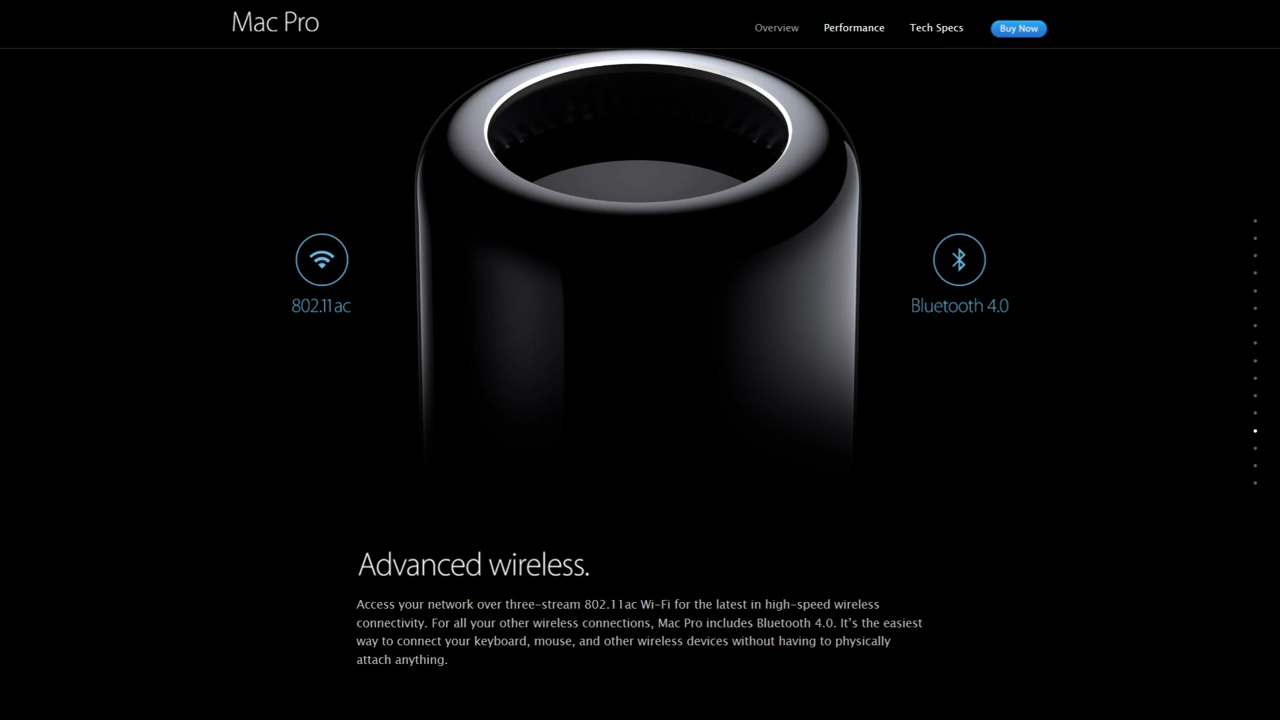 Mac Pro
Overview
Performance
Tech Specs
Buy Now
802.11ac
Bluetooth 4.0
Advanced wireless.
Access your network over three-stream 802.11ac Wi-Fi for the latest in high-speed wireless
connectivity. For all your other wireless connections, Mac Pro includes Bluetooth 4.0. It's the easiest
way to connect your keyboard, mouse, and other wireless devices without having to physically
attach anything.